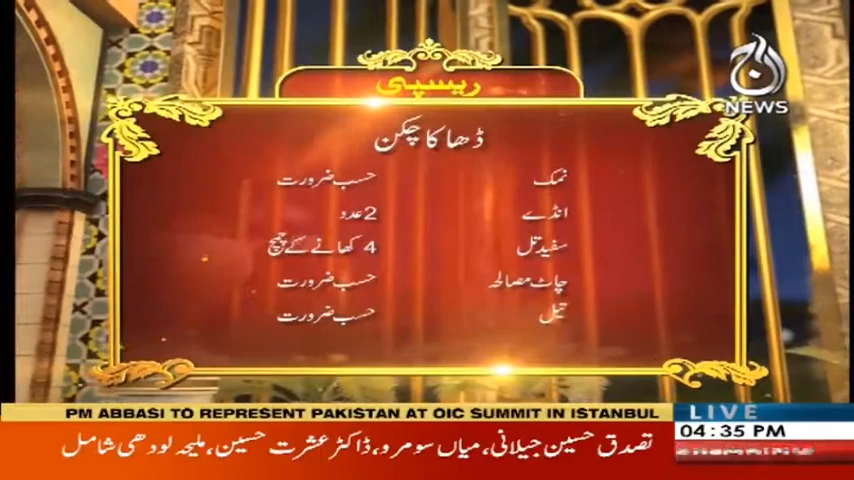 آج
NEWS
ریسپی
ڈھاکا چکن
نمک حسب ضرورت
انڈے 2 عدد
سفید تل 4 کھانے کے چمچ
چاٹ مصالحہ حسب ضرورت
تیل حسب ضرورت
PM ABBASI TO REPRESENT PAKISTAN AT OIC SUMMIT IN ISTANBUL
LIVE
04:35 PM
تصدق حسین جیلانی، میاں سومرو، ڈاکٹر عشرت حسین، ملیحہ لودھی شامل